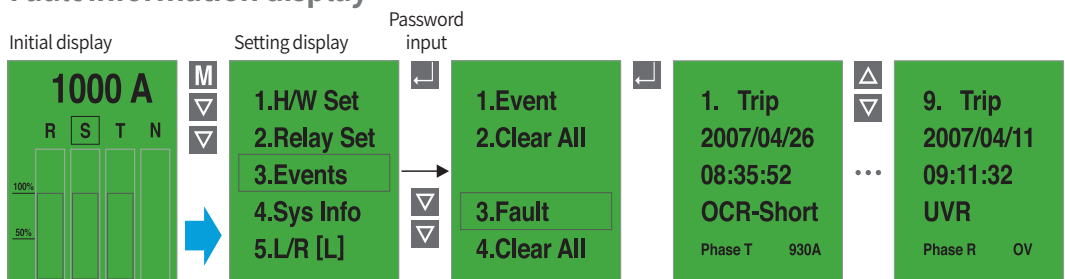 Password
Initial display
Setting display
input
1000 A
R S T N
100%
50%
M
1.H/W Set
2.Relay Set
3.Events
4.Sys Info
5.L/R [L]
1.Event
2.Clear All
3.Fault
4.Clear All
1. Trip
2007/04/26
08:35:52
OCR-Short
Phase T 930A
...
9. Trip
2007/04/11
09:11:32
UVR
Phase R OV